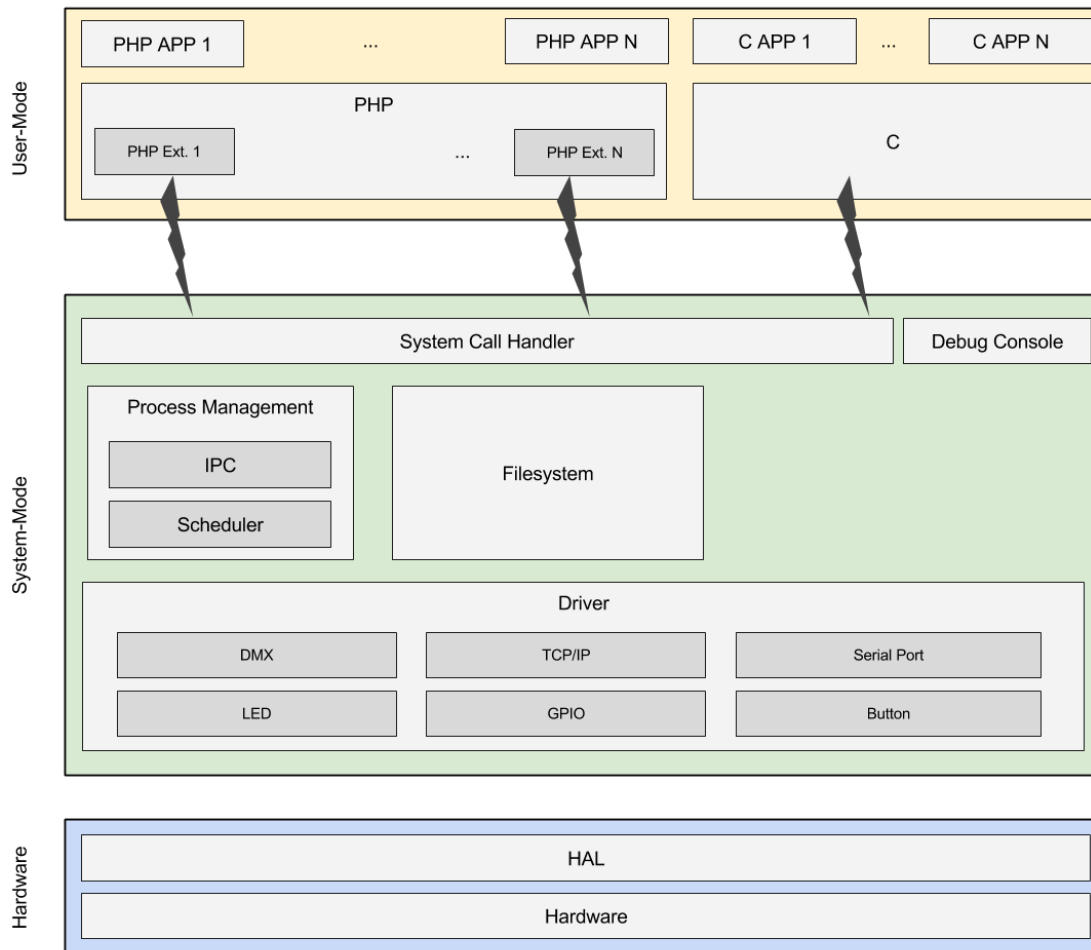 User-Mode
PHP APP 1
...
PHP APP N
C APP 1
...
C APP N
PHP
PHP Ext. 1
...
PHP Ext. N
C
System-Mode
System Call Handler
Debug Console
Process Management
IPC
Scheduler
Filesystem
Driver
DMX
TCP/IP
Serial Port
LED
GPIO
Button
Hardware
HAL
Hardware